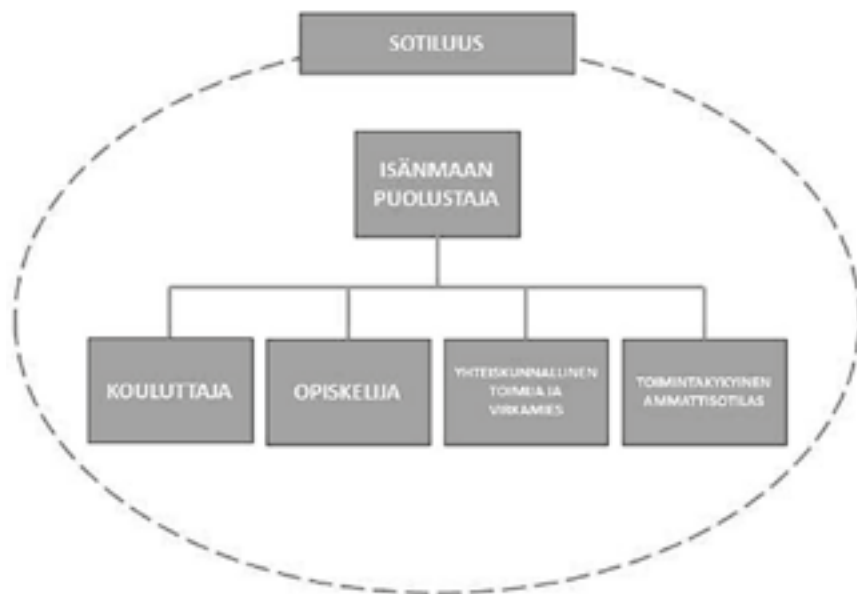 SOTILUUS
ISÄNMAAN
PUOLUSTAJA
KOULUTTAJA
OPISKELIJA
YHTEISKUNNALLINEN
TOIMIJA JA
VIRKAMIES
TOIMINTAKYKYINEN
AMMATTISOTILAS